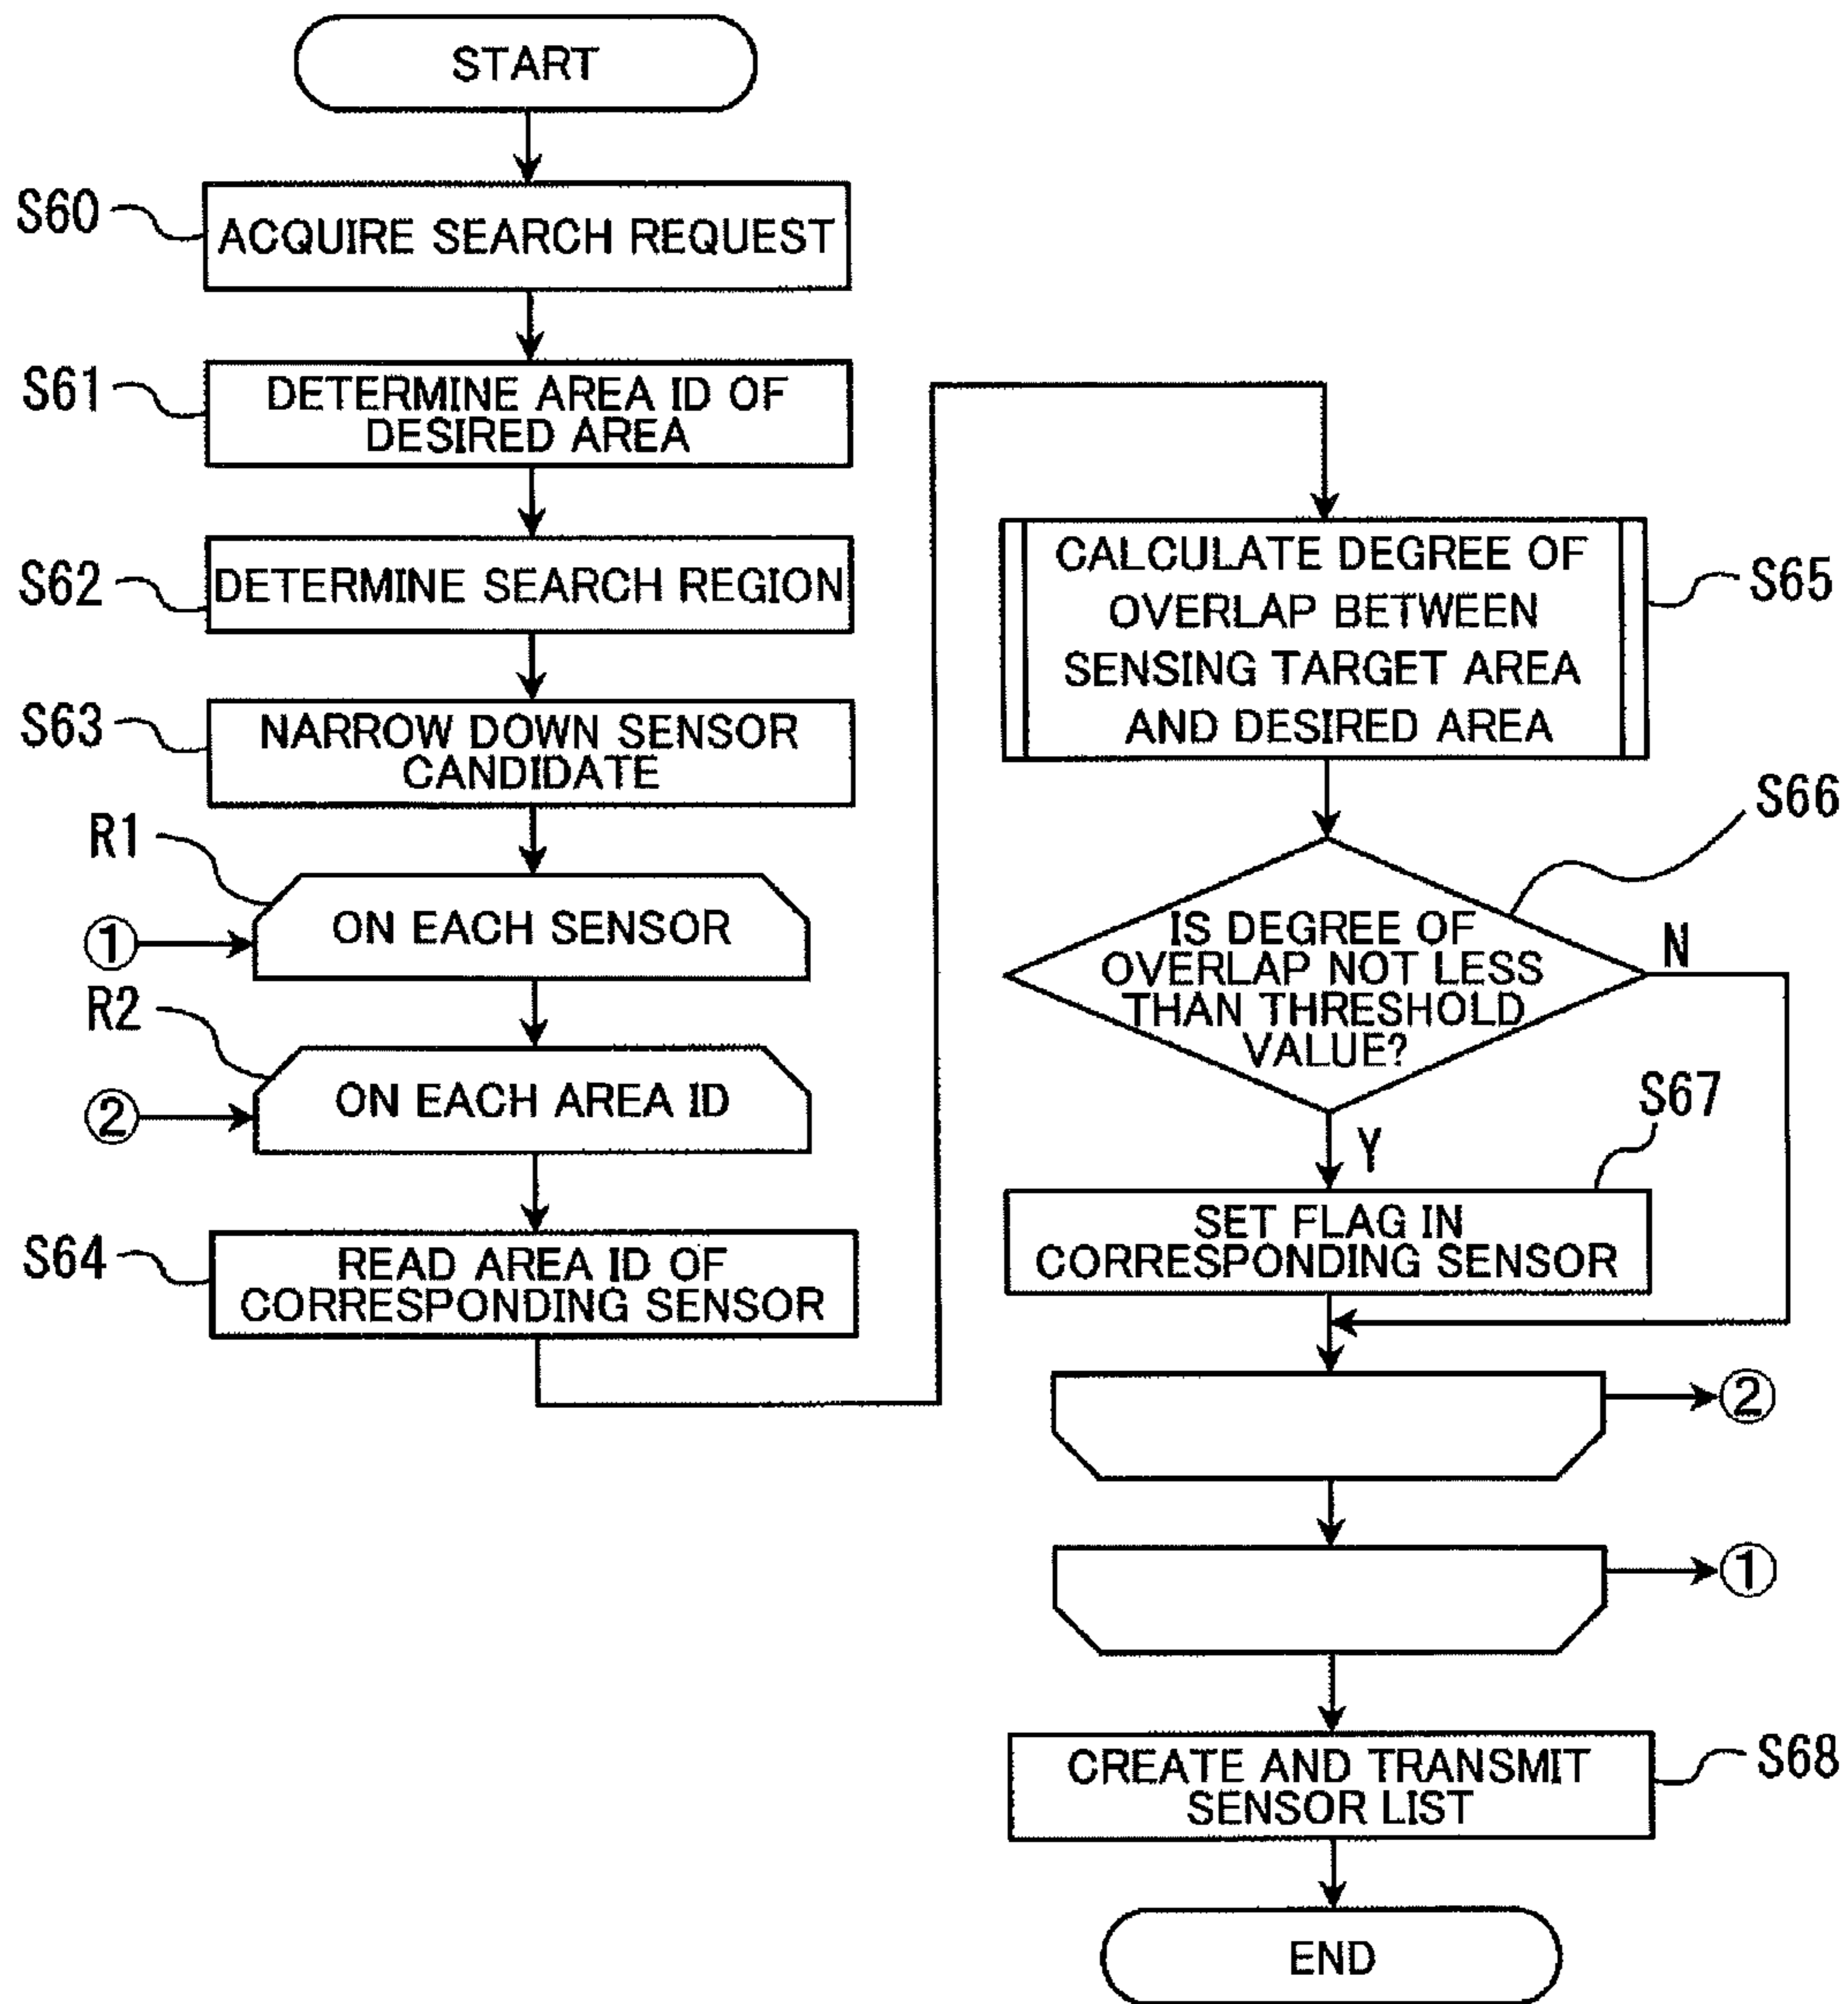 START
S60
ACQUIRE SEARCH REQUEST
S61
DETERMINE AREA ID OF
DESIRED AREA
S62
DETERMINE SEARCH REGION
S63
NARROW DOWN SENSOR
CANDIDATE
R1
ON EACH SENSOR
①
R2
ON EACH AREA ID
②
S64
READ AREA ID OF
CORRESPONDING SENSOR
CALCULATE DEGREE OF
OVERLAP BETWEEN
SENSING TARGET AREA
AND DESIRED AREA
S65
S66
IS DEGREE OF
OVERLAP NOT LESS
THAN THRESHOLD
VALUE?
N
Y
S67
SET FLAG IN
CORRESPONDING SENSOR
②
①
CREATE AND TRANSMIT
SENSOR LIST
S68
END